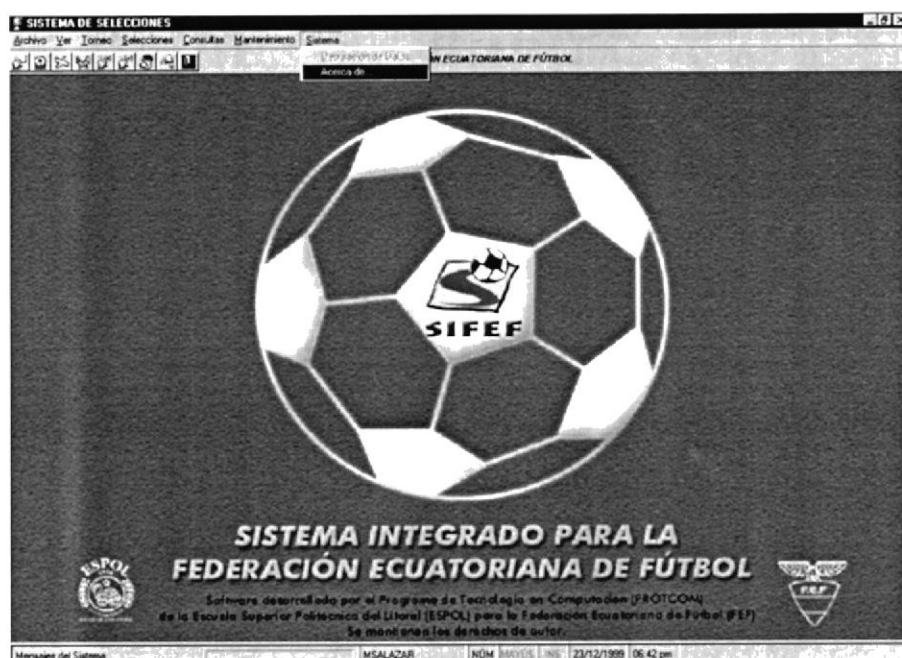 SISTEMA DE SELECCIONES
Archivo Ver Torneo Selecciones Consultas Mantenimiento Sistema
ECUATORIANA DE FÚTBOL
Acerca de...
SIFEF
SISTEMA INTEGRADO PARA LA
FEDERACIÓN ECUATORIANA DE FÚTBOL
ESPOL
F.E.F
Software desarrollado por el Programa de Tecnología en Computación (PROTCOM)
de la Escuela Superior Politécnica del Litoral (ESPOL) para la Federación Ecuatoriana de Fútbol (FEF)
Se mantienen los derechos de autor.
Mensajes del Sistema MSALAZAR NÚM MAYÚS INS 23/12/1999 06:42 pm